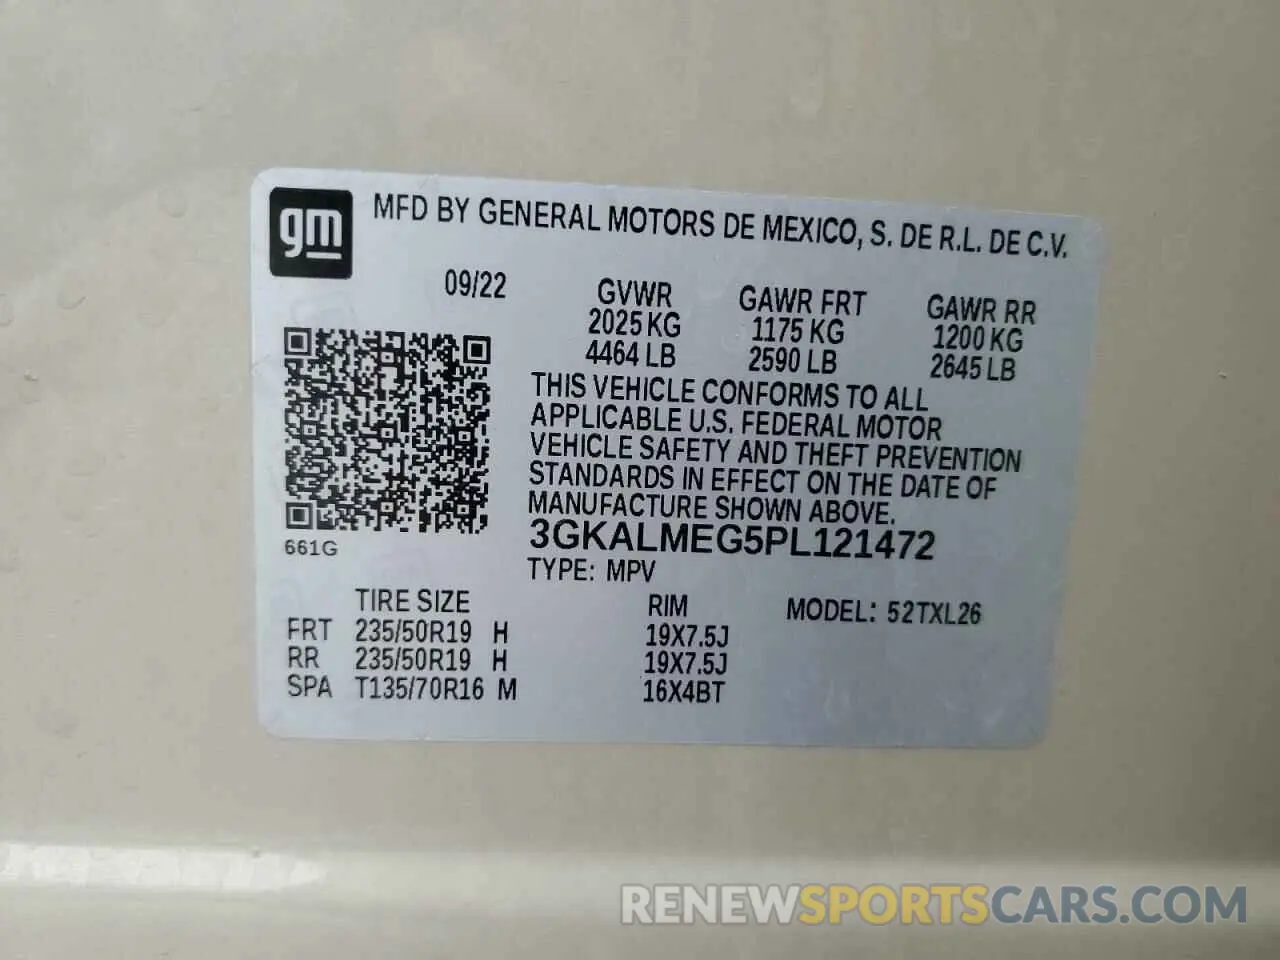 gm MFD BY GENERAL MOTORS DE MEXICO, S. DE R.L. DE C.V.
09/22 GVWR GAWR FRT GAWR RR
2025 KG 1175 KG 1200 KG
4464 LB 2590 LB 2645 LB
THIS VEHICLE CONFORMS TO ALL
APPLICABLE U.S. FEDERAL MOTOR
VEHICLE SAFETY AND THEFT PREVENTION
STANDARDS IN EFFECT ON THE DATE OF
MANUFACTURE SHOWN ABOVE.
3GKALMEG5PL121472
661G
TYPE: MPV
TIRE SIZE RIM MODEL: 52TXL26
FRT 235/50R19 H 19X7.5J
RR 235/50R19 H 19X7.5J
SPA T135/70R16 M 16X4BT
RENEWSPORTSCARS.COM